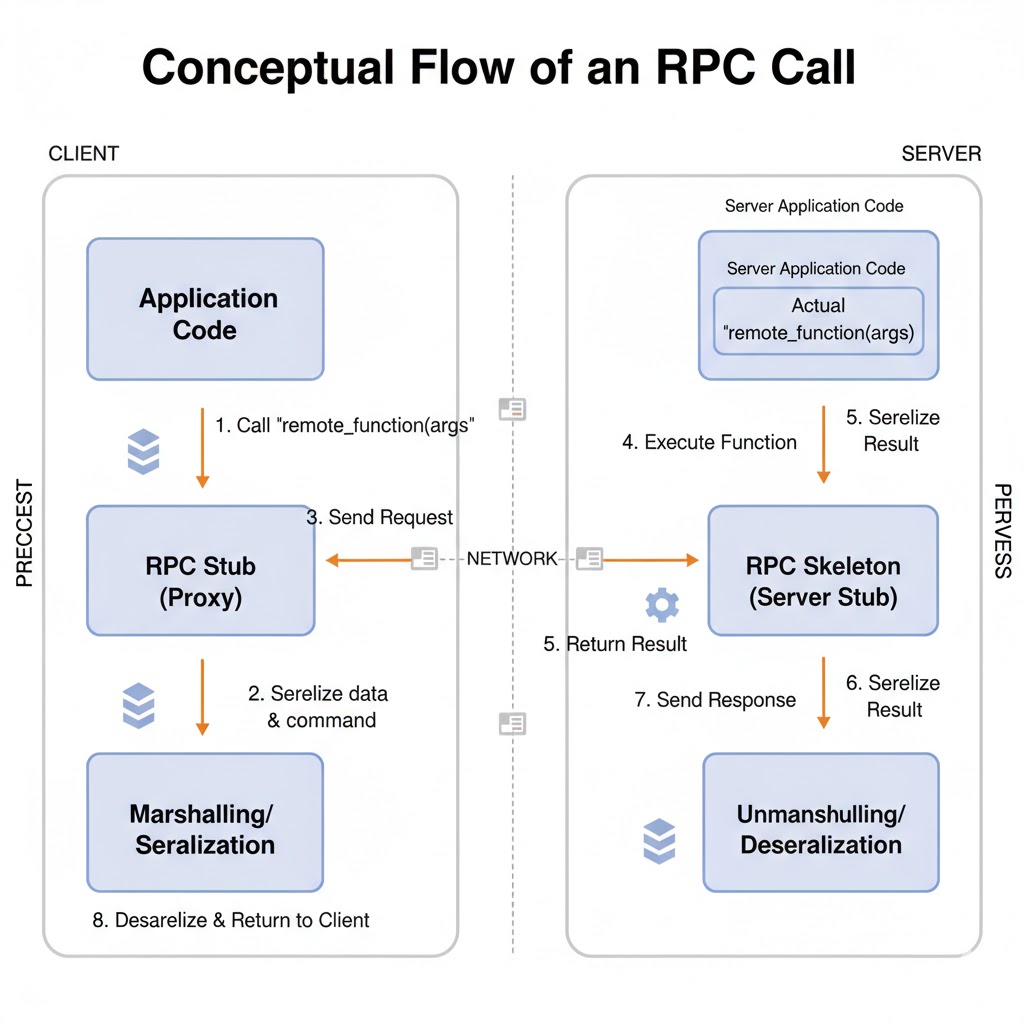 Conceptual Flow of an RPC Call
CLIENT
SERVER
Server Application Code
Application
Code
Server Application Code
Actual
"remote_function(args)
1. Call "remote_function(args"
4. Execute Function
5. Serelize
Result
PRECCEST
3. Send Request
RPC Stub
(Proxy)
NETWORK
RPC Skeleton
(Server Stub)
PERVESS
5. Return Result
2. Serelize data
& command
7. Send Response
6. Serelize
Result
Marshalling/
Seralization
Unmanshulling/
Deseralization
8. Desarelize & Return to Client